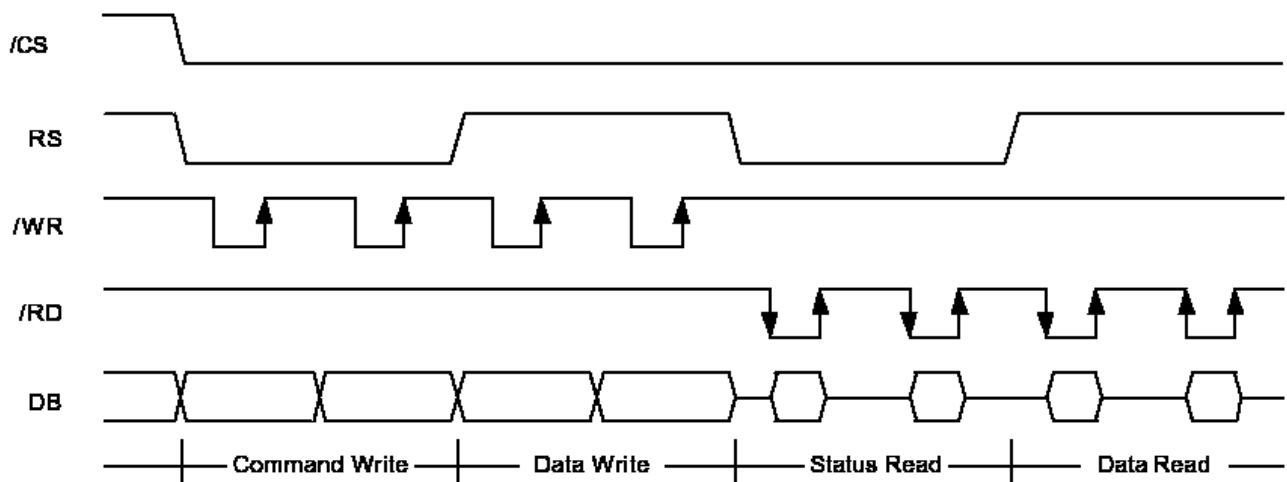 /CS
RS
/WR
/RD
DB
Command Write Data Write Status Read Data Read